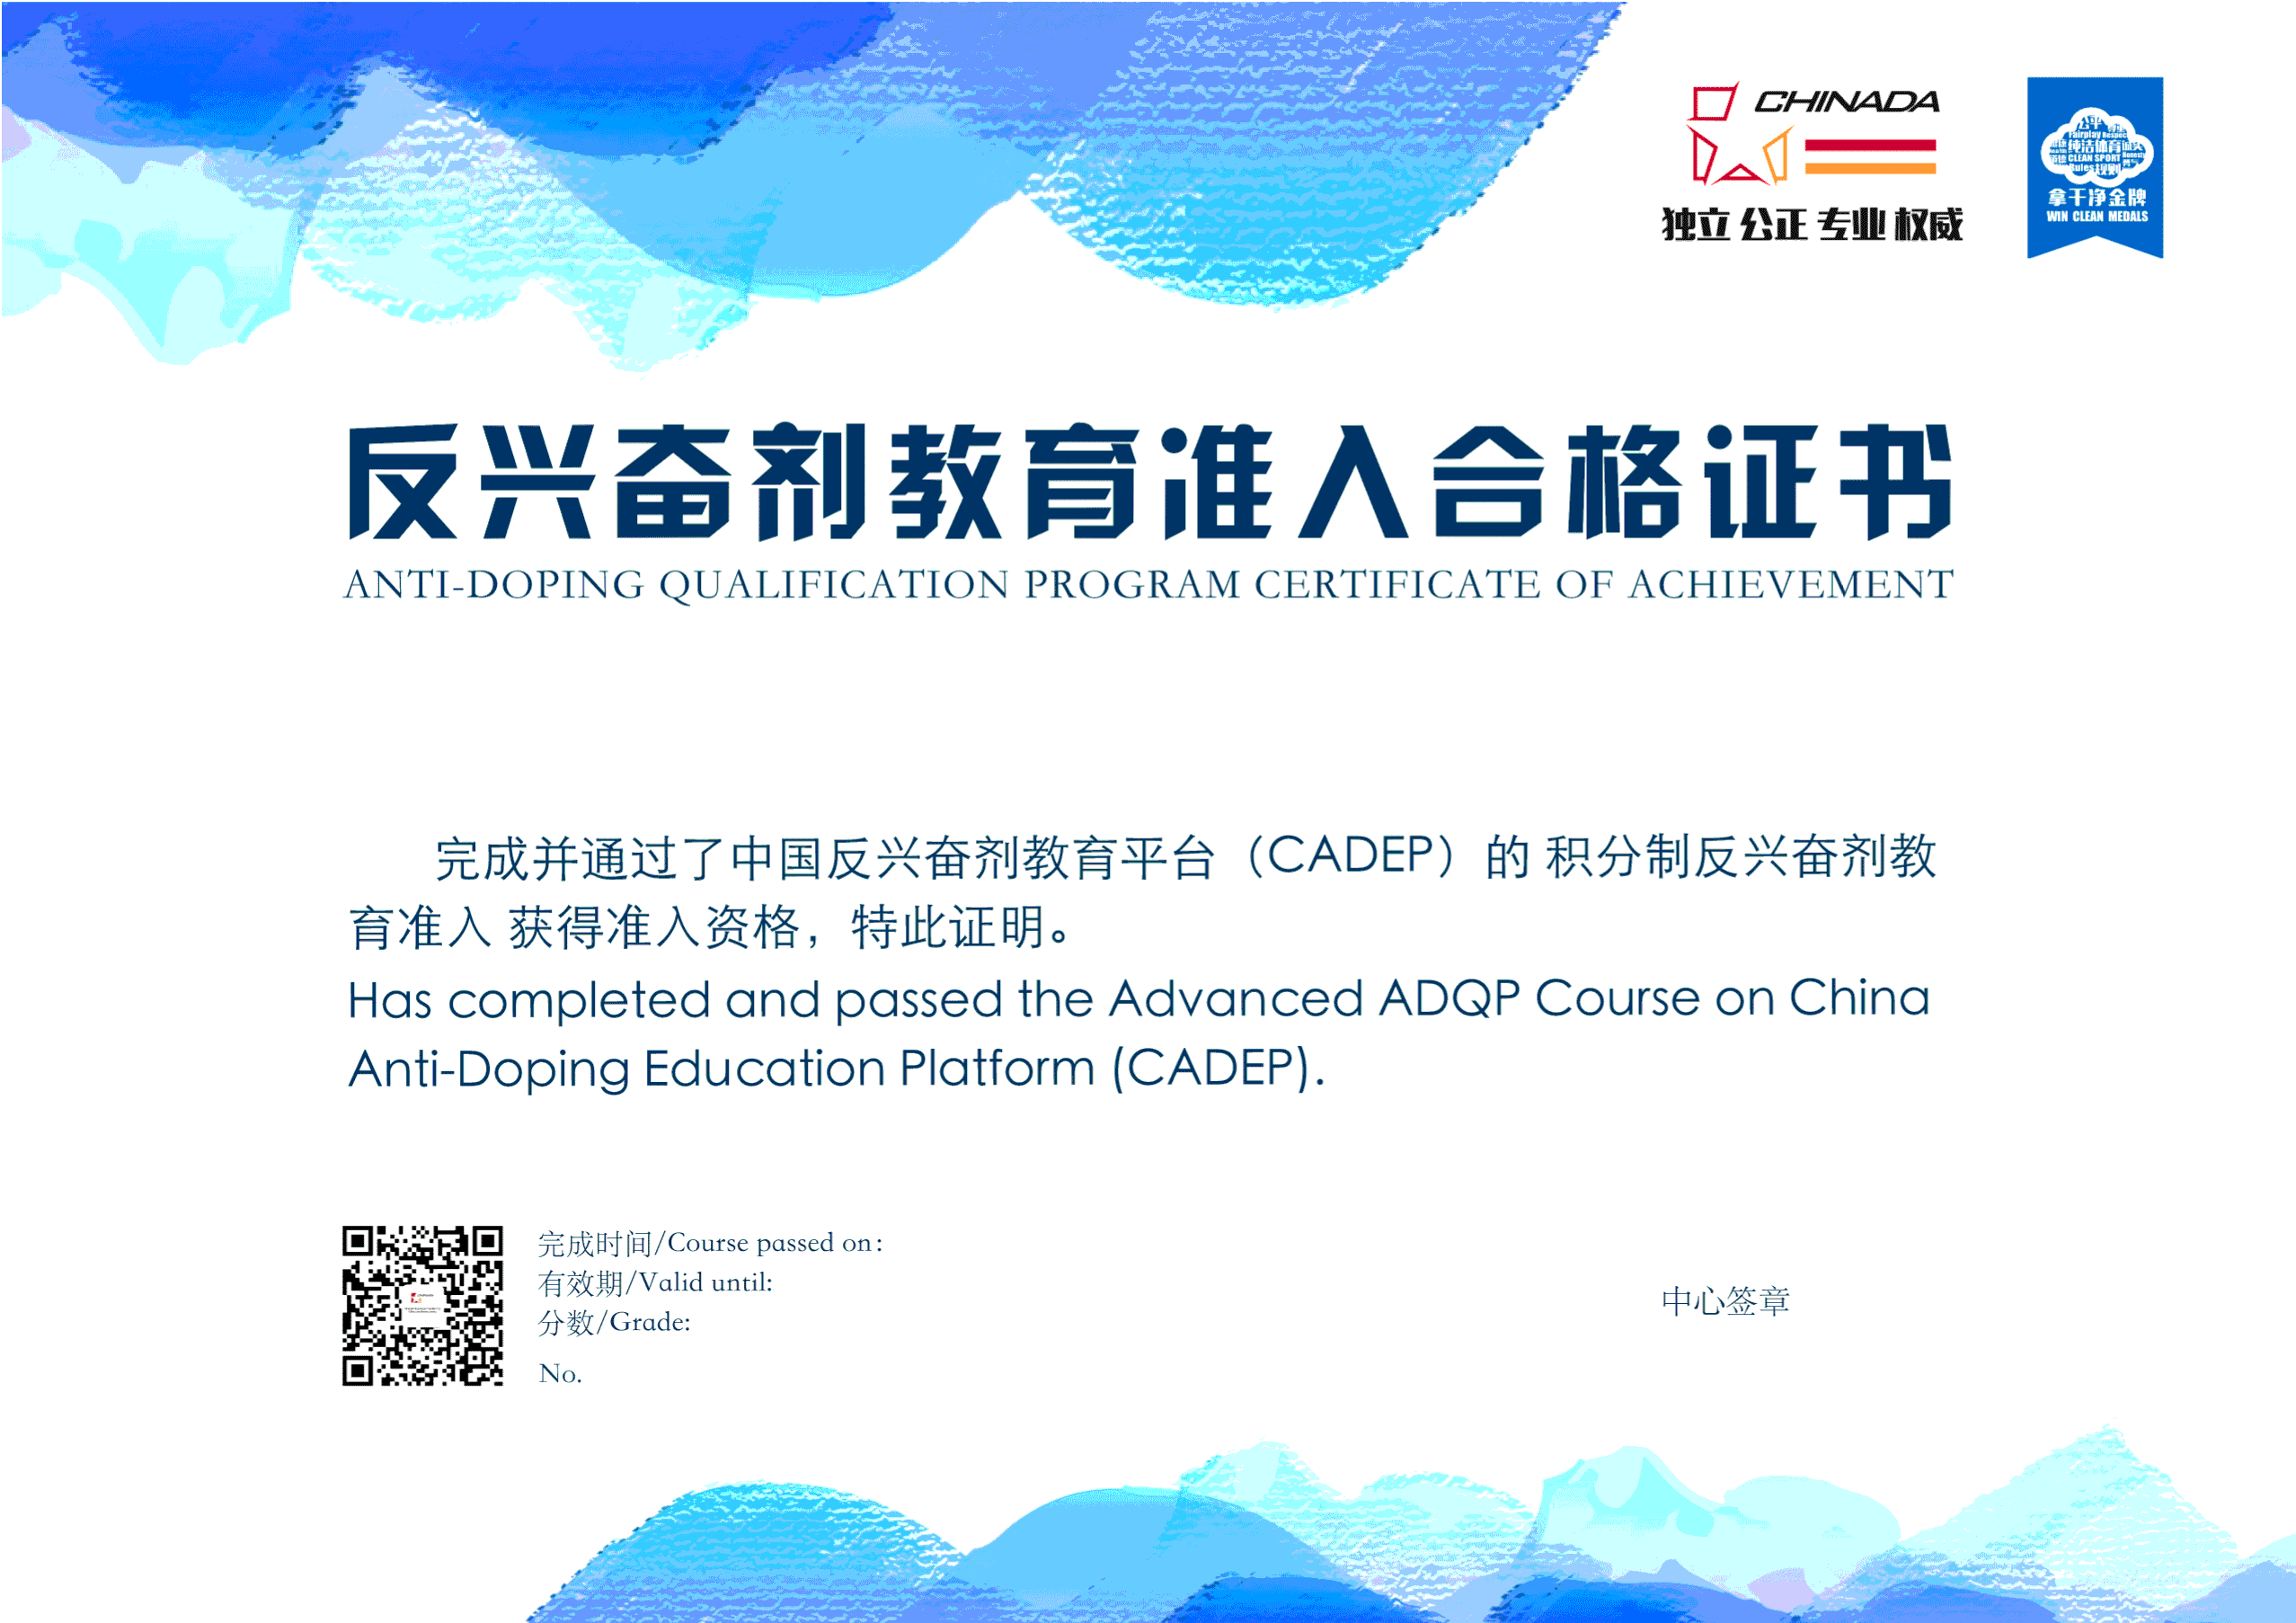 CHINADA
独立 公正 专业 权威
公平
Fairplay Respect
纯洁体育
CLEAN SPORT Honesty
Rules 规则
拿干净金牌
WIN CLEAN MEDALS
反兴奋剂教育准入合格证书
ANTI-DOPING QUALIFICATION PROGRAM CERTIFICATE OF ACHIEVEMENT
完成并通过了中国反兴奋剂教育平台（CADEP）的 积分制反兴奋剂教
育准入 获得准入资格，特此证明。
Has completed and passed the Advanced ADQP Course on China
Anti-Doping Education Platform (CADEP).
完成时间/Course passed on:
有效期/Valid until:
分数/Grade:
No.
中心签章